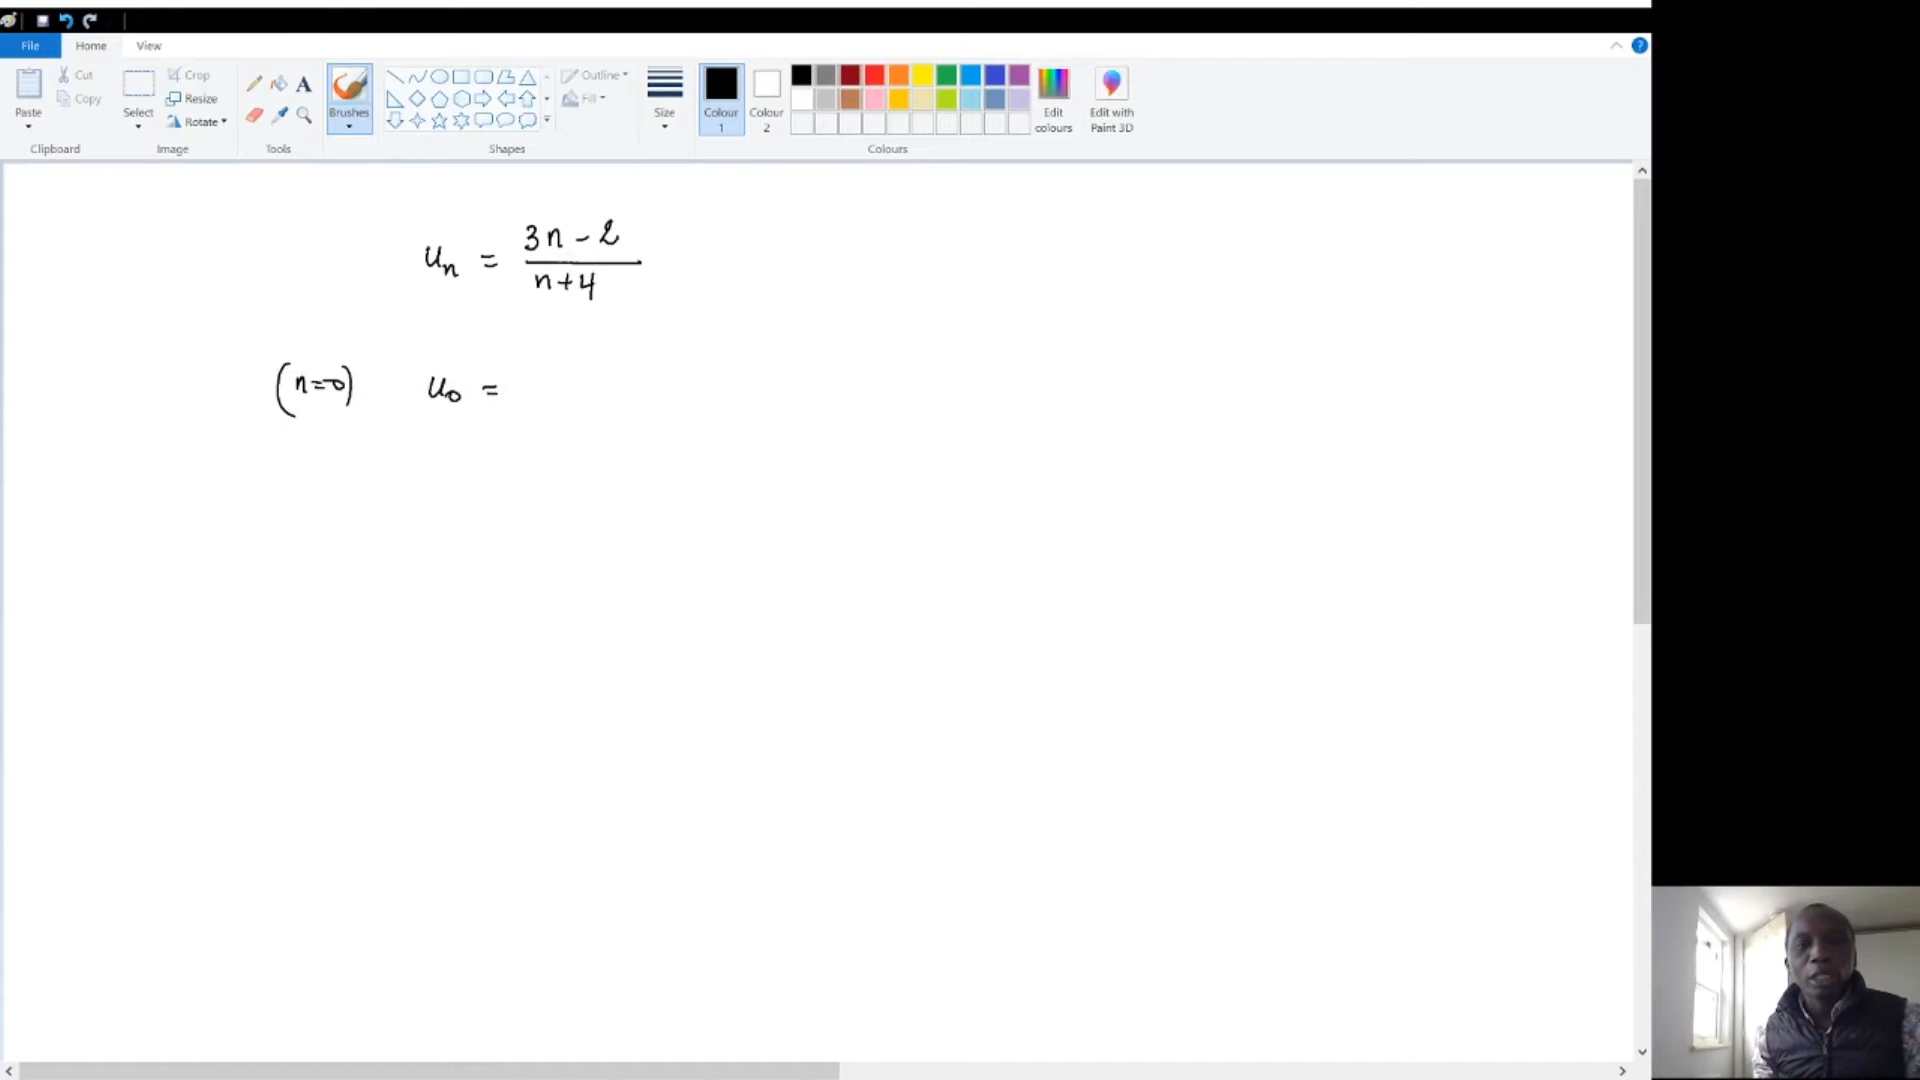 File Home View
Paste Cut Copy Clipboard
Select Crop Resize Rotate Image
A Tools
Brushes
Outline Fill Shapes
Size
Colour 1 Colour 2 Edit colours Colours
Edit with Paint 3D
?
uₙ = (3n - 2)/(n+4)
(n=0) u₀ =